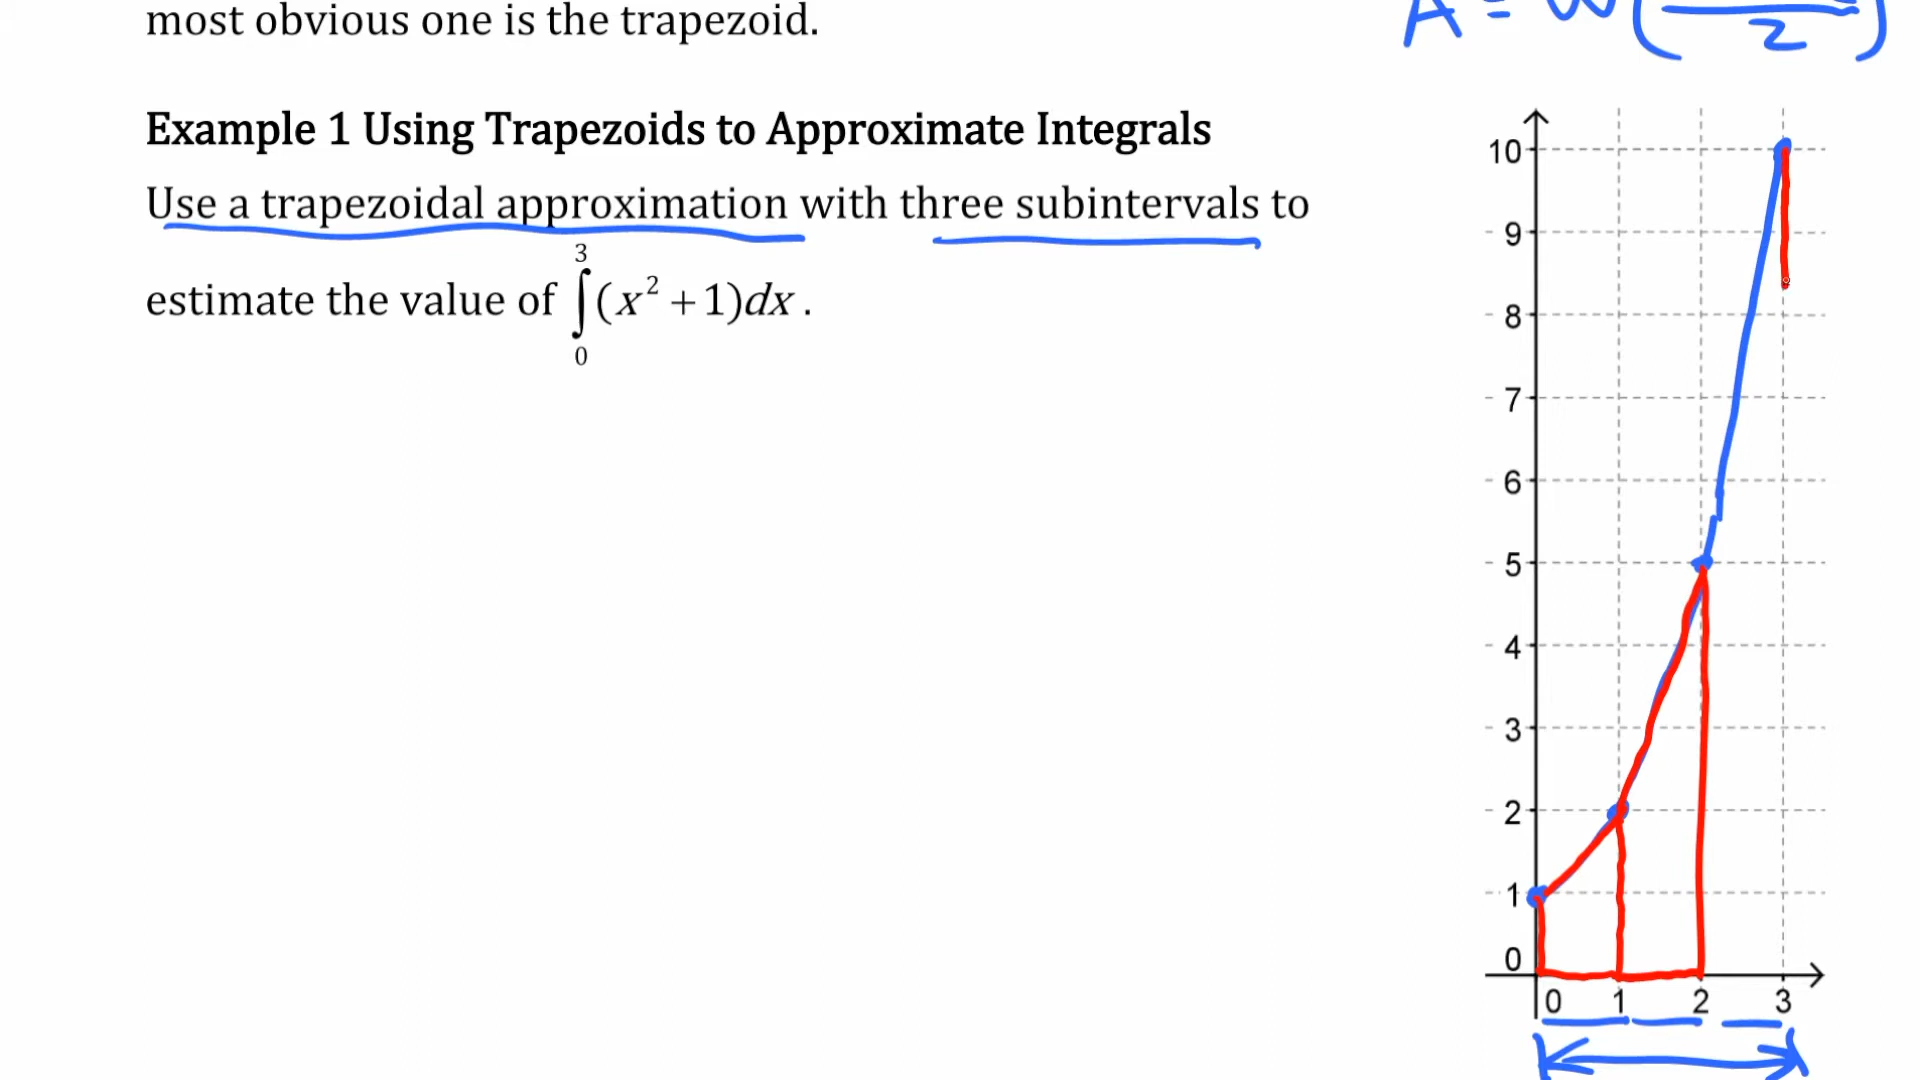 most obvious one is the trapezoid.
A = w( / 2 )
Example 1 Using Trapezoids to Approximate Integrals
Use a trapezoidal approximation with three subintervals to
estimate the value of ∫₀³(x² + 1)dx .
10
9
8
7
6
5
4
3
2
1
0
0 1 2 3